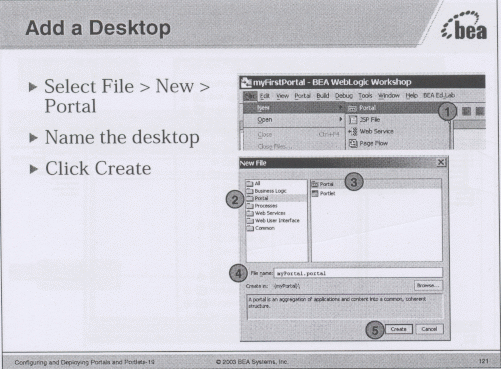 Add a Desktop
bea
▶ Select File > New >
Portal
▶ Name the desktop
▶ Click Create
myFirstPortal - BEA WebLogic Workshop
File Edit View Portal Build Debug Tools Window Help BEA Ed Lab
New
Portal
1
Open
JSP File
Close
Ctrl+F4
Web Service
Close Files...
Page Flow
New File
X
All
Business Logic
2
Portal
Processes
Web Services
Web User Interface
Common
Portal
3
Portlet
4
File name: myPortal.portal
Create in: {myPortal}\
Browse...
A portal is an aggregation of applications and content into a common, coherent
structure.
5
Create
Cancel
Configuring and Deploying Portals and Portlets-19
© 2003 BEA Systems, Inc.
121